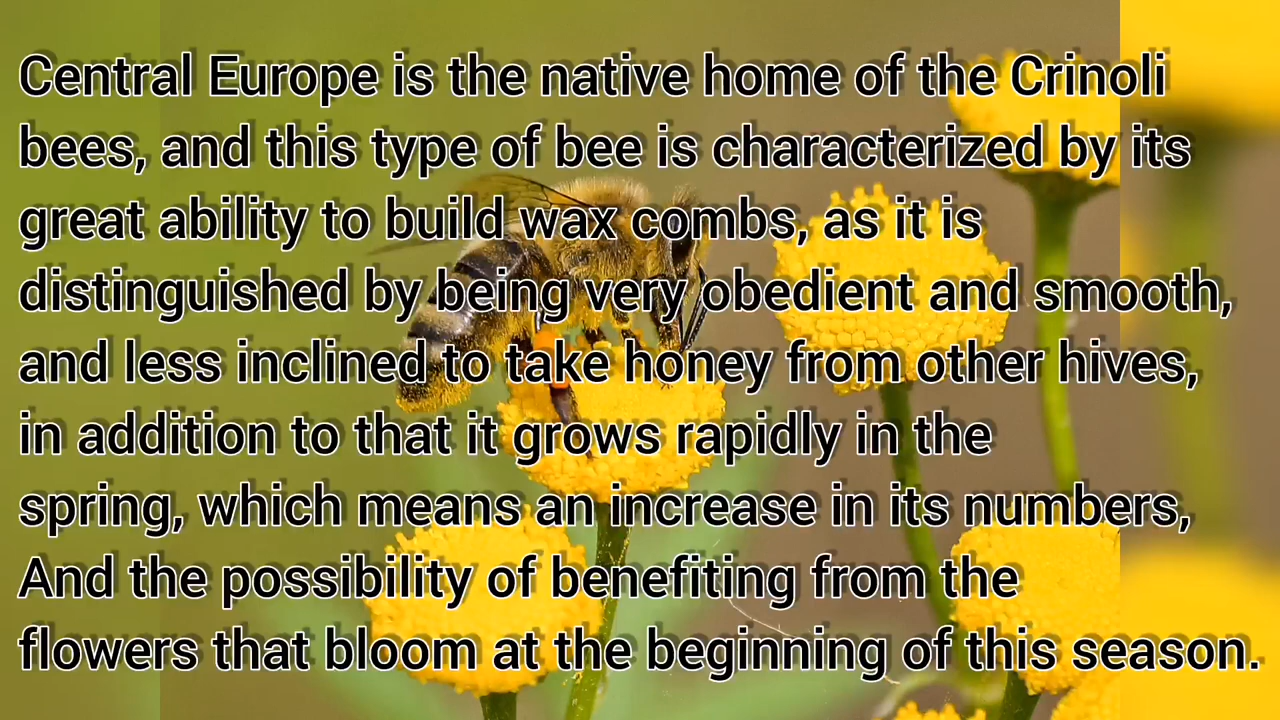 Central Europe is the native home of the Crinoli
bees, and this type of bee is characterized by its
great ability to build wax combs, as it is
distinguished by being very obedient and smooth,
and less inclined to take honey from other hives,
in addition to that it grows rapidly in the
spring, which means an increase in its numbers,
And the possibility of benefiting from the
flowers that bloom at the beginning of this season.